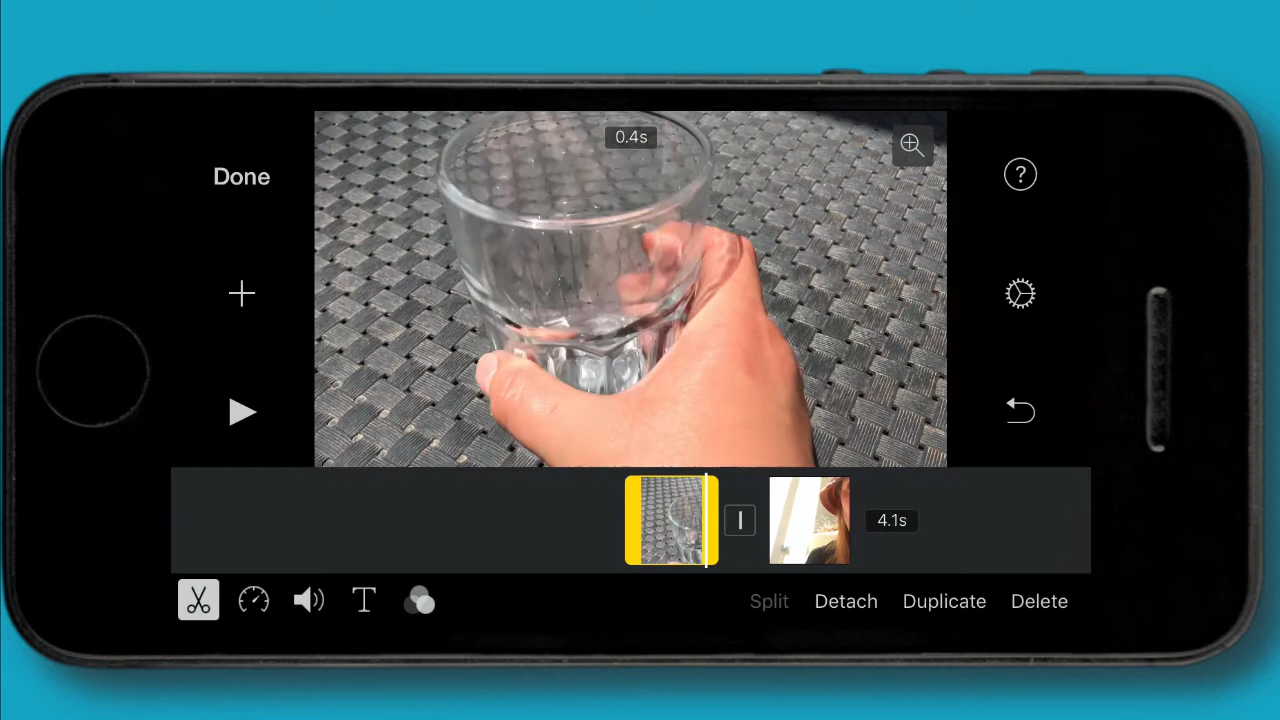 0.4s
Done
?
4.1s
T
Split
Detach
Duplicate
Delete